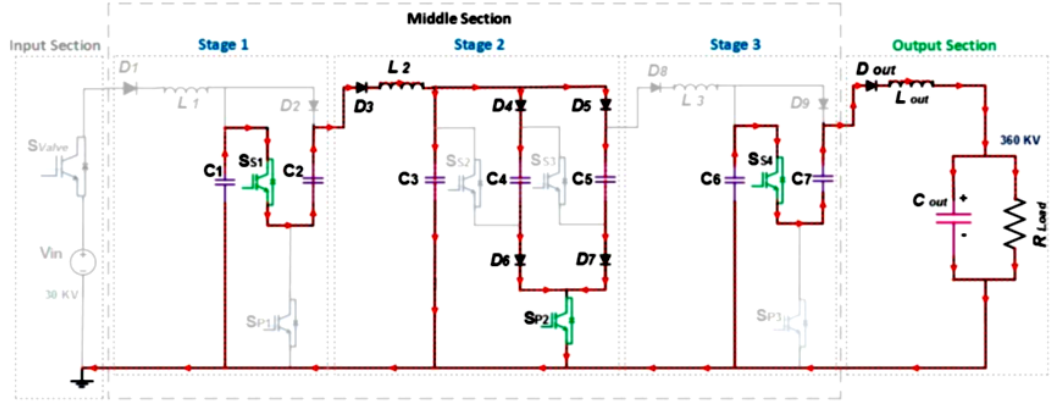 Middle Section
Input Section
Stage 1
Stage 2
Stage 3
Output Section
D1
L 1
D2
D3
L 2
D4
D5
D8
L 3
D9
D out
L out
SValve
C1
SS1
C2
C3
SS2
C4
SS3
C5
C6
SS4
C7
360 KV
C out
+
-
R Load
Vin
+
-
30 KV
D6
D7
SP1
SP2
SP3